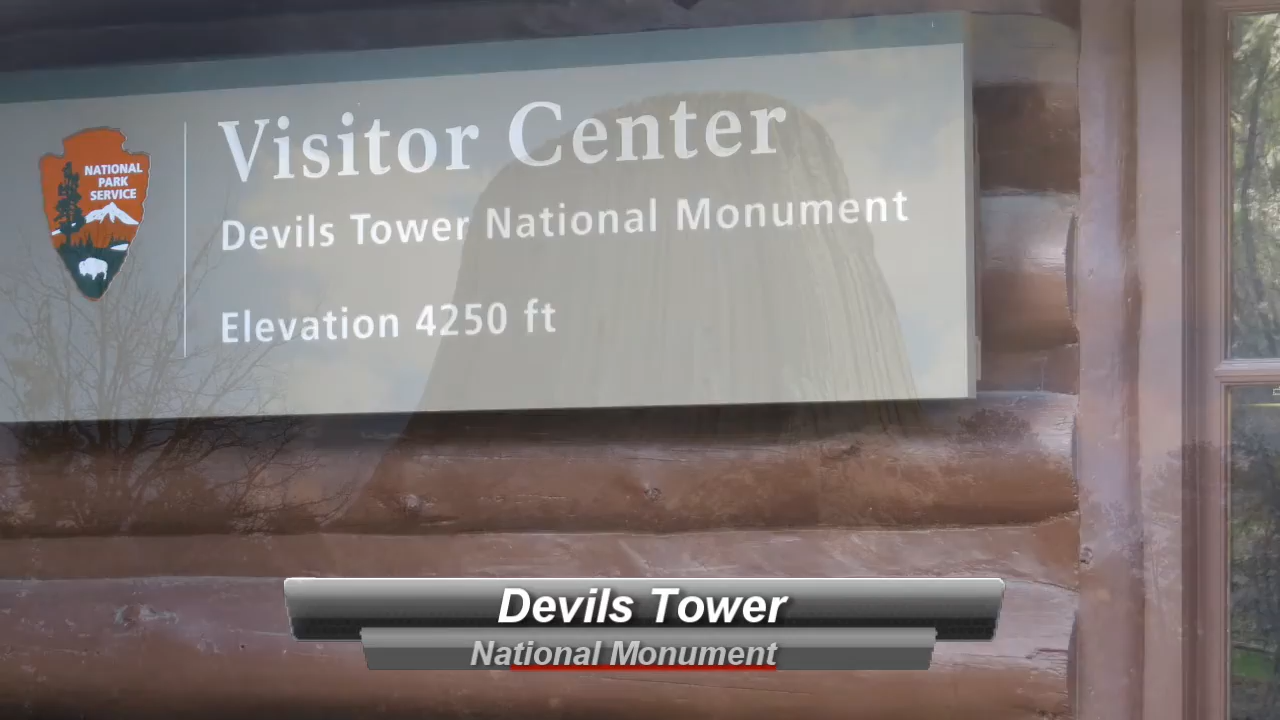 NATIONAL
PARK
SERVICE
Visitor Center
Devils Tower National Monument
Elevation 4250 ft
Devils Tower
National Monument